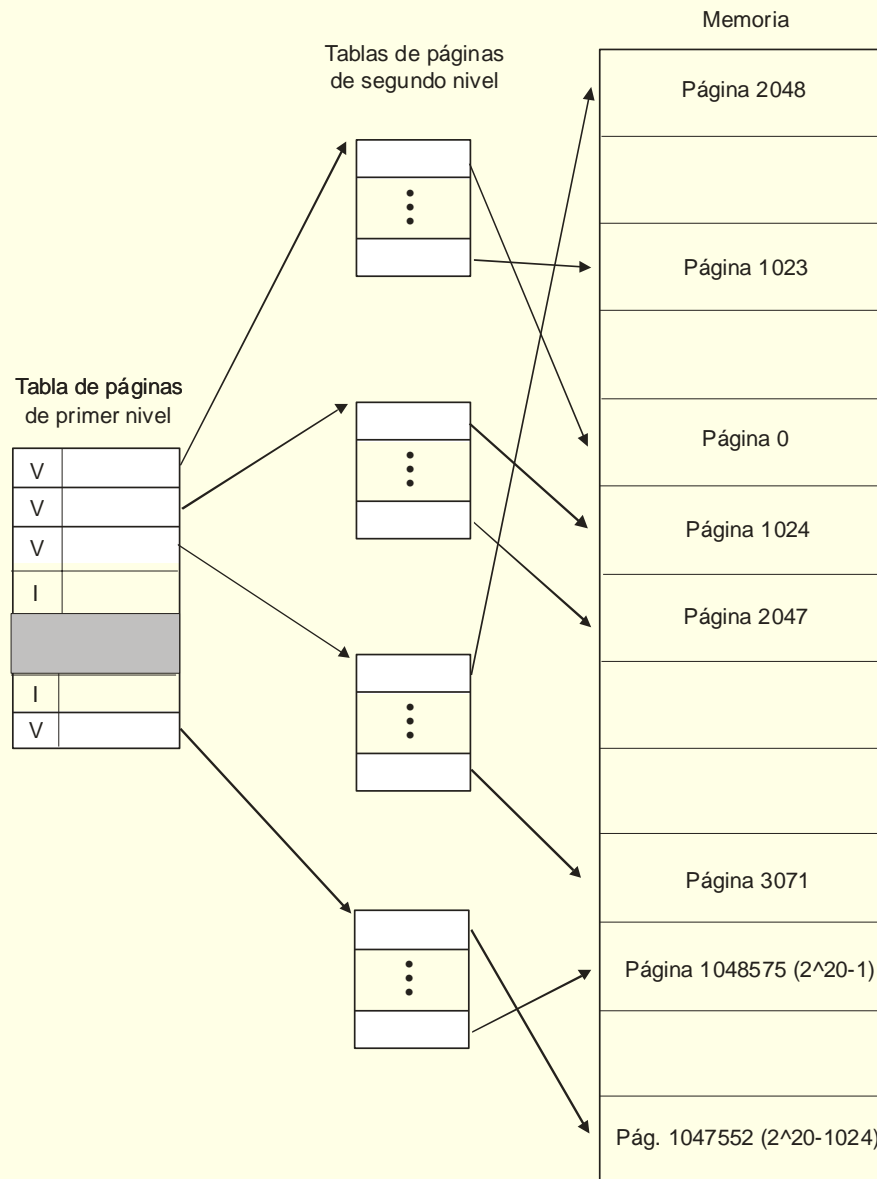 Memoria
Tablas de páginas
de segundo nivel
Página 2048
Página 1023
Tabla de páginas
de primer nivel
Página 0
V
V
V
I
I
V
Página 1024
Página 2047
Página 3071
Página 1048575 (2^20-1)
Pág. 1047552 (2^20-1024)